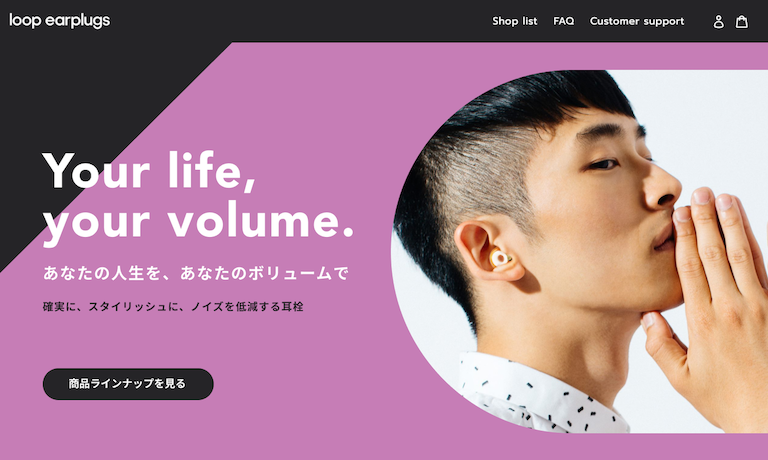 loop earplugs
Shop list FAQ Customer support
Your life,
your volume.
あなたの人生を、あなたのボリュームで
確実に、スタイリッシュに、ノイズを低減する耳栓
商品ラインナップを見る